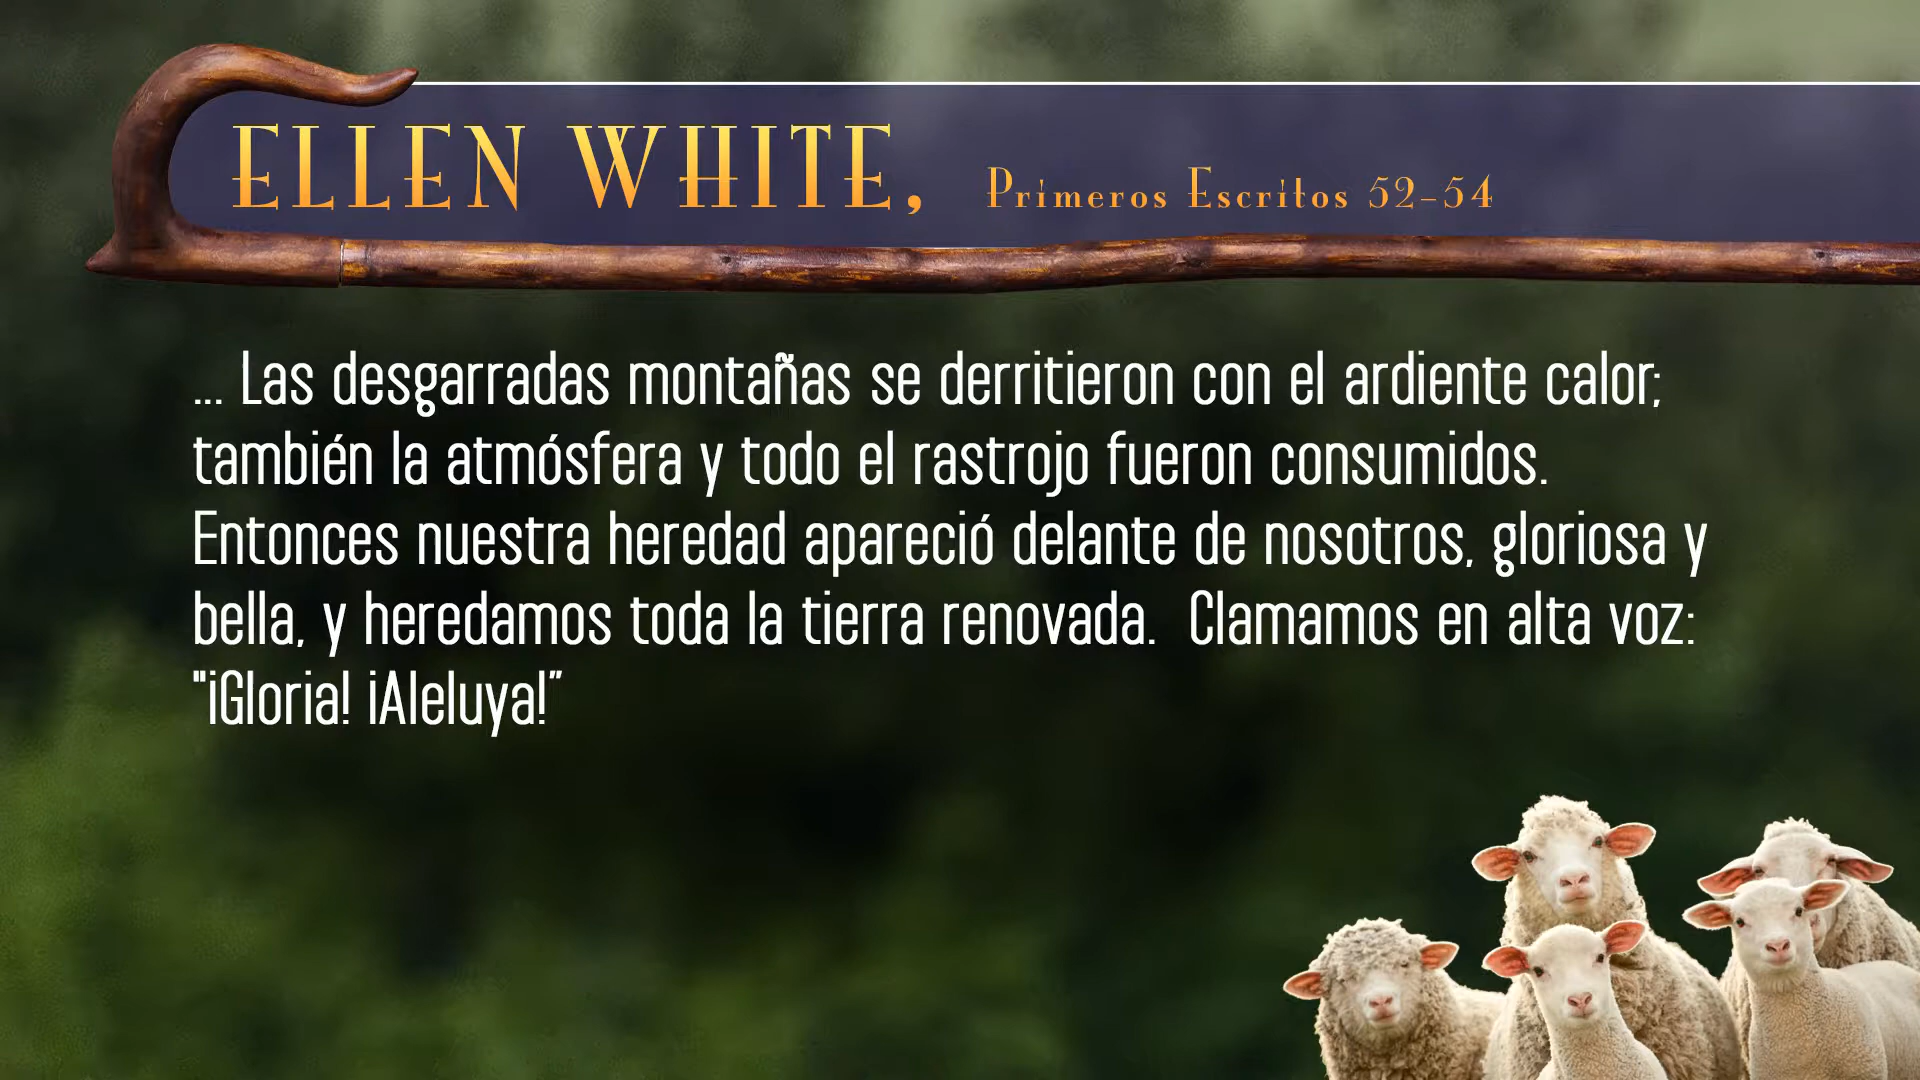 ELLEN WHITE, Primeros Escritos 52-54
... Las desgarradas montañas se derritieron con el ardiente calor;
también la atmósfera y todo el rastrojo fueron consumidos.
Entonces nuestra heredad apareció delante de nosotros, gloriosa y
bella, y heredamos toda la tierra renovada.  Clamamos en alta voz:
"¡Gloria! ¡Aleluya!”